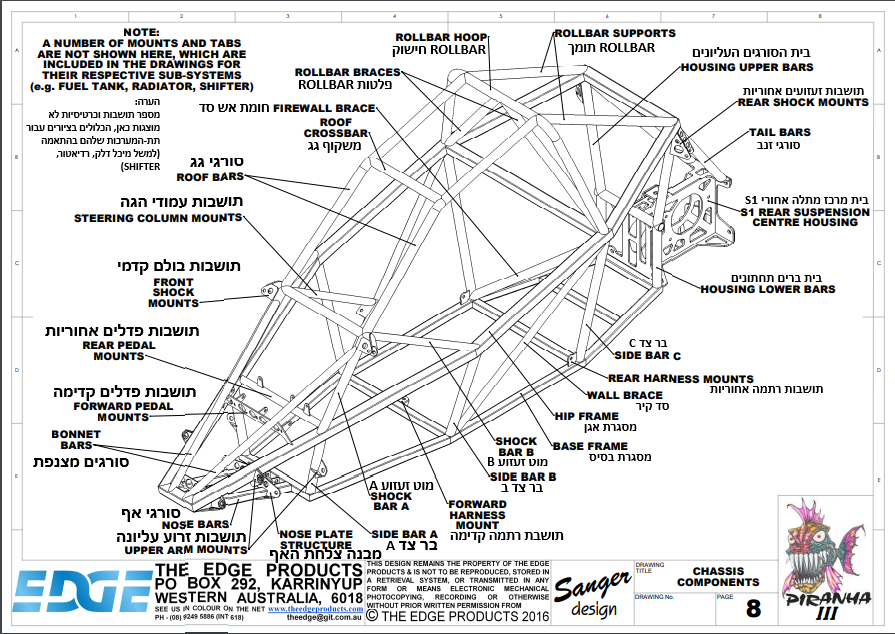 1 2 3 4 5 6 7 8
NOTE:
A NUMBER OF MOUNTS AND TABS
ARE NOT SHOWN HERE, WHICH ARE
INCLUDED IN THE DRAWINGS FOR
THEIR RESPECTIVE SUB-SYSTEMS
(e.g. FUEL TANK, RADIATOR, SHIFTER)
הערה:
מספר תושבות וכרטיסיות לא
מוצגות כאן, הכלולים בציורים עבור
תת-המערכות שלהם בהתאמה
(למשל מיכל דלק, רדיאטור,
SHIFTER)
ROLLBAR HOOP
חישוק ROLLBAR
ROLLBAR SUPPORTS
תומך ROLLBAR
ROLLBAR BRACES
פלטות ROLLBAR
חומת אש סד FIREWALL BRACE
ROOF
CROSSBAR
משקוף גג
סורגי גג
ROOF BARS
תושבות עמודי הגה
STEERING COLUMN MOUNTS
תושבות בולם קדמי
FRONT
SHOCK
MOUNTS
תושבות פדלים אחוריות
REAR PEDAL
MOUNTS
תושבות פדלים קדימה
FORWARD PEDAL
MOUNTS
BONNET
BARS
סורגים מצנפת
סורגי אף
NOSE BARS
תושבות זרוע עליונה
UPPER ARM MOUNTS
בית הסורגים העליונים
HOUSING UPPER BARS
תושבות זעזועים אחוריות
REAR SHOCK MOUNTS
TAIL BARS
סורגי זנב
בית מרכז מתלה אחורי S1
S1 REAR SUSPENSION
CENTRE HOUSING
בית ברים תחתונים
HOUSING LOWER BARS
בר צד C
SIDE BAR C
REAR HARNESS MOUNTS
תושבות רתמה אחוריות
WALL BRACE
סד קיר
HIP FRAME
מסגרת אגן
BASE FRAME
מסגרת בסיס
SHOCK
BAR B
מוט זעזוע B
SIDE BAR B
בר צד ב
FORWARD
HARNESS
MOUNT
תושבת רתמה קדימה
מוט זעזוע A
SHOCK
BAR A
SIDE BAR A
בר צד A
NOSE PLATE
STRUCTURE
מבנה צלחת האף
EDGE
THE EDGE PRODUCTS
PO BOX 292, KARRINYUP
WESTERN AUSTRALIA, 6018
SEE US IN COLOUR ON THE NET www.theedgeproducts.com
PH - (08) 9249 5886 (INT 618) theedge@git.com.au
THIS DESIGN REMAINS THE PROPERTY OF THE EDGE
PRODUCTS & IS NOT TO BE REPRODUCED, STORED IN
A RETRIEVAL SYSTEM, OR TRANSMITTED IN ANY
FORM OR MEANS ELECTRONIC MECHANICAL
PHOTOCOPYING, RECORDING OR OTHERWISE
WITHOUT PRIOR WRITTEN PERMISSION FROM
© THE EDGE PRODUCTS 2016
Sanger
design
DRAWING
TITLE
CHASSIS
COMPONENTS
DRAWING No.
PAGE
8
PIRANHA
III